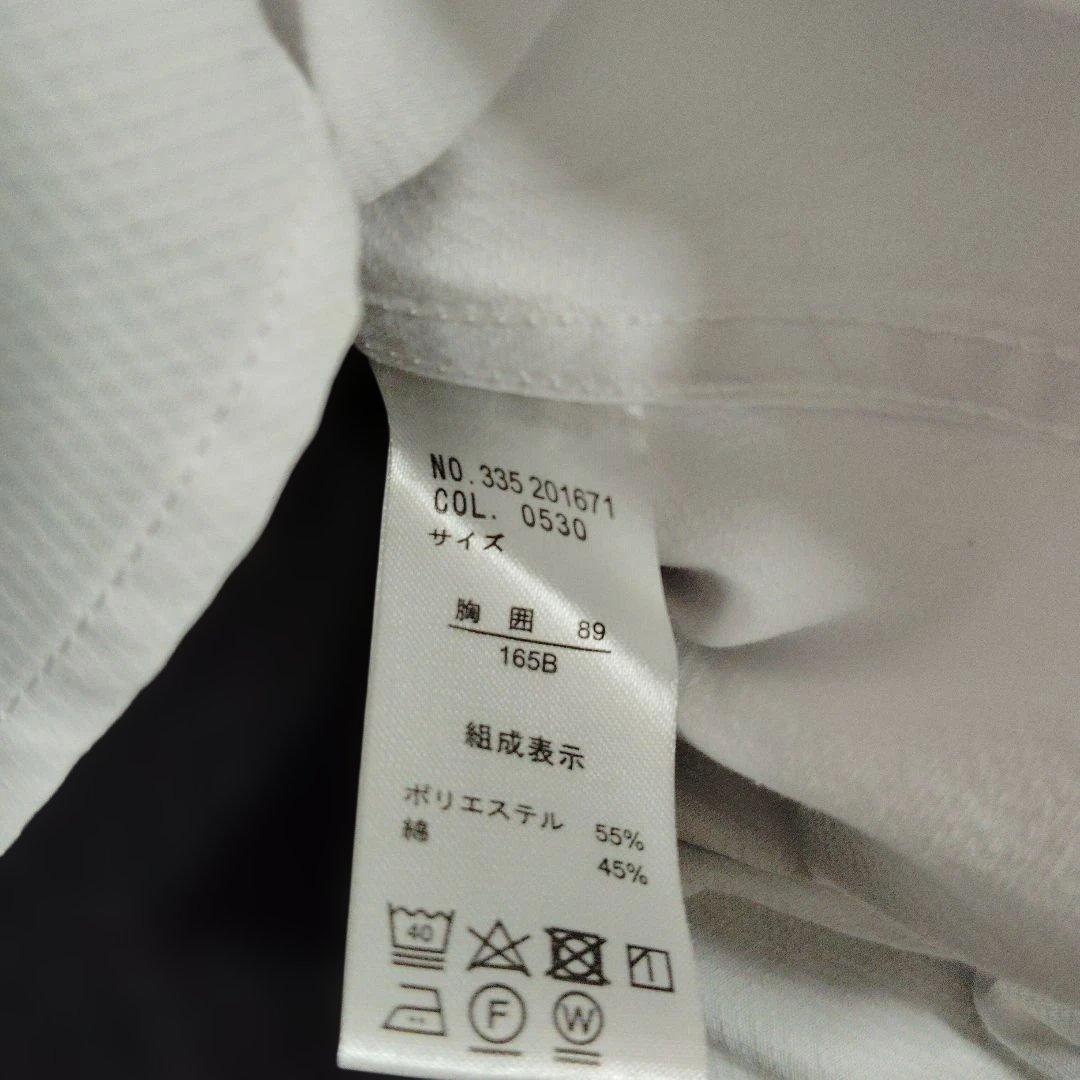 NO.335 201671
COL. 0530
サイズ
胸 囲 89
165B
組成表示
ポリエステル 55%
綿 45%
40
F W